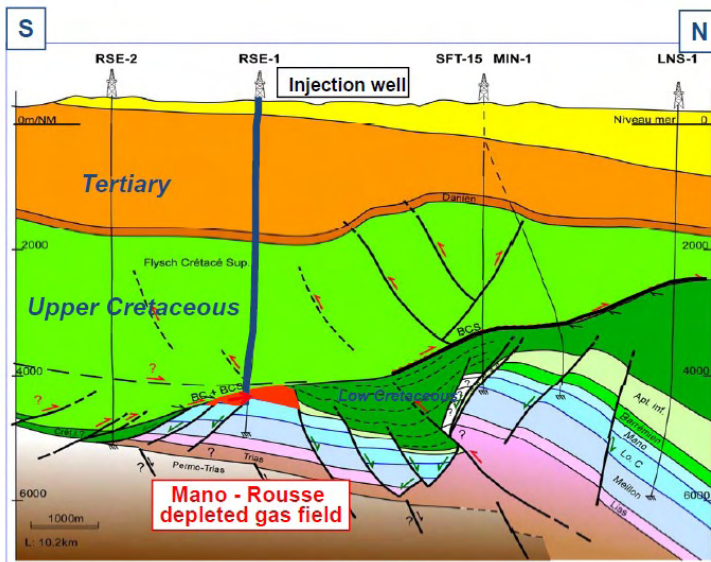 S
N
RSE-2
RSE-1
SFT-15 MIN-1
LNS-1
Injection well
0m/NM
Niveau mer
0
Tertiary
Danien
2000
2000
Flysch Crétacé Sup.
Upper Cretaceous
BCS
?
4000
4000
BC + BCS
?
?
?
Low Cretaceous
?
?
Apt. Inf.
Barrémien
Crétacé
?
Mano
?
?
Lo. C
Trias
Meillon
?
Permo-Trias
6000
6000
Lias
Mano - Rousse
depleted gas field
?
?
1000m
L: 10.2km